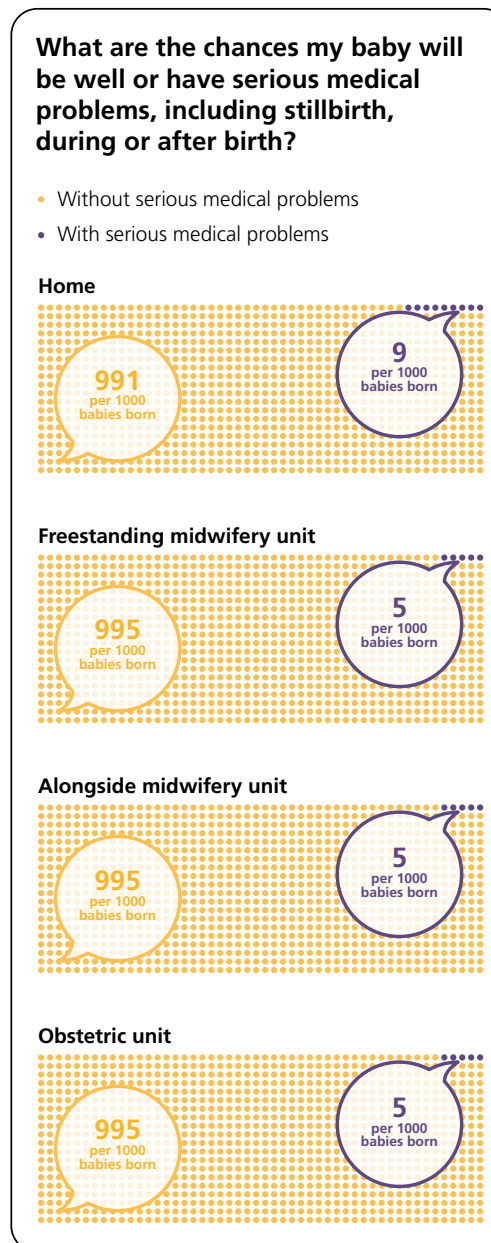 What are the chances my baby will
be well or have serious medical
problems, including stillbirth,
during or after birth?
• Without serious medical problems
• With serious medical problems
Home
991
per 1000
babies born
9
per 1000
babies born
Freestanding midwifery unit
995
per 1000
babies born
5
per 1000
babies born
Alongside midwifery unit
995
per 1000
babies born
5
per 1000
babies born
Obstetric unit
995
per 1000
babies born
5
per 1000
babies born